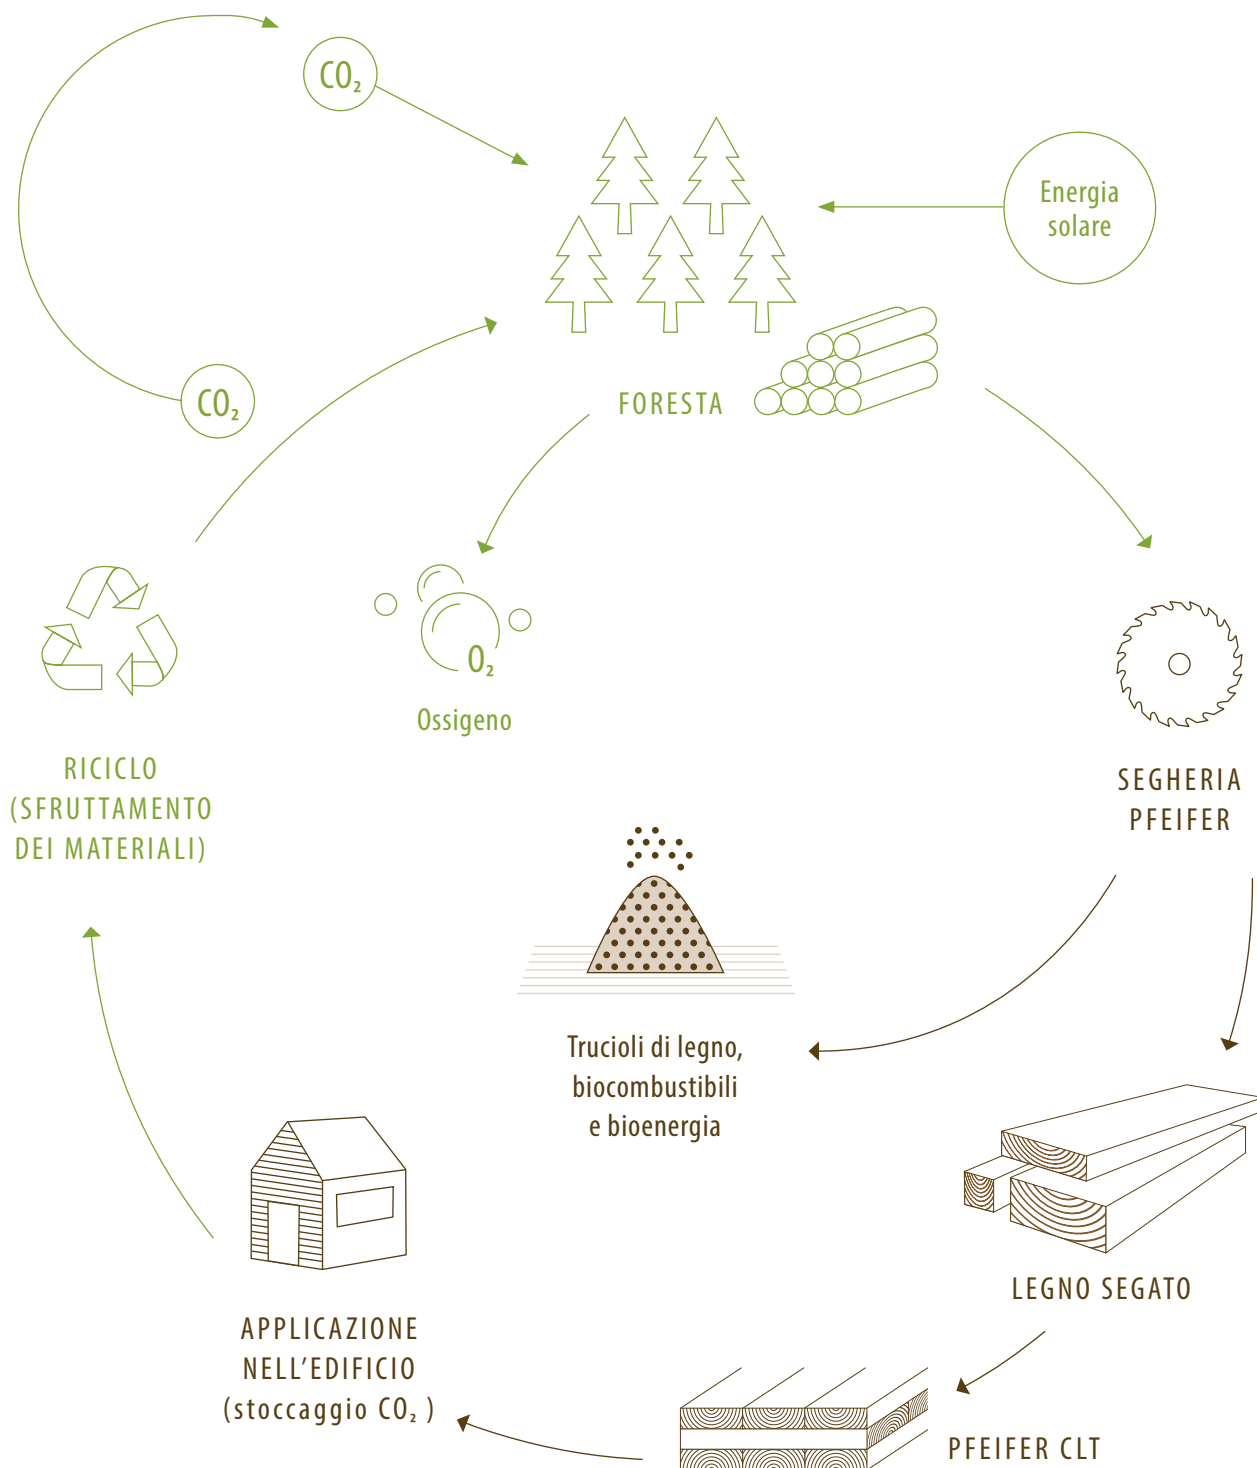 CO₂
Energia
solare
CO₂
FORESTA
O₂
Ossigeno
RICICLO
(SFRUTTAMENTO
DEI MATERIALI)
SEGHERIA
PFEIFER
Trucioli di legno,
biocombustibili
e bioenergia
LEGNO SEGATO
APPLICAZIONE
NELL’EDIFICIO
(stoccaggio CO₂ )
PFEIFER CLT